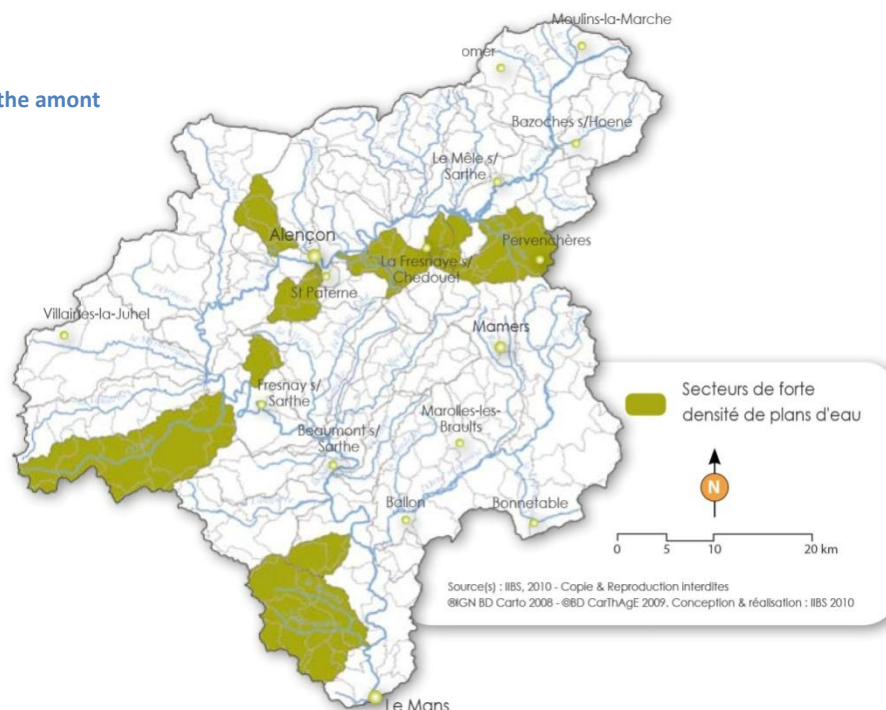 the amont
Moulins-la-Marche
omer
Bazoches s/Hoene
Le Mêle s/
Sarthe
Alençon
Pervenchères
La Fresnaye s/
Chedouet
St Paterne
Villaines-la-Juhel
Mamers
Fresnay s/
Sarthe
Marolles-les-
Braults
Beaumont s/
Sarthe
Ballon
Bonnetable
Le Mans
Secteurs de forte
densité de plans d'eau
N
0 5 10 20 km
Source(s) : IIBS, 2010 - Copie & Reproduction interdites
®IGN BD Carto 2008 - ©BD CarThAgE 2009. Conception & réalisation : IIBS 2010